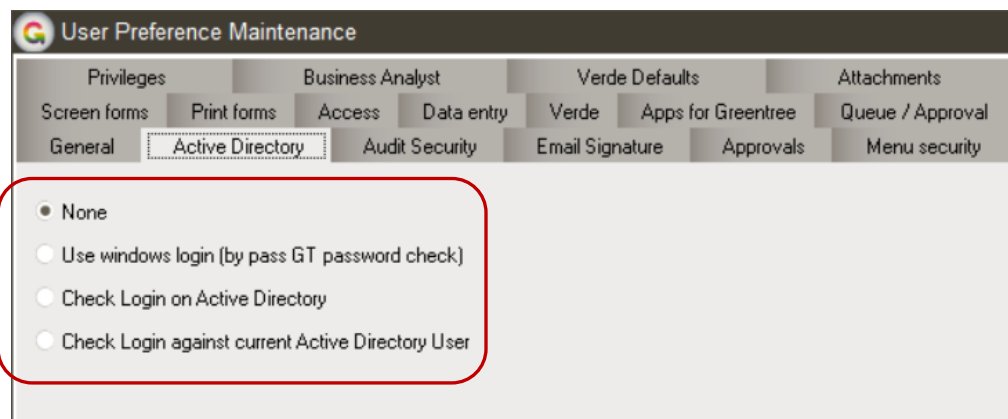 User Preference Maintenance
Privileges Business Analyst Verde Defaults Attachments
Screen forms Print forms Access Data entry Verde Apps for Greentree Queue / Approval
General Active Directory Audit Security Email Signature Approvals Menu security
None
Use windows login (by pass GT password check)
Check Login on Active Directory
Check Login against current Active Directory User